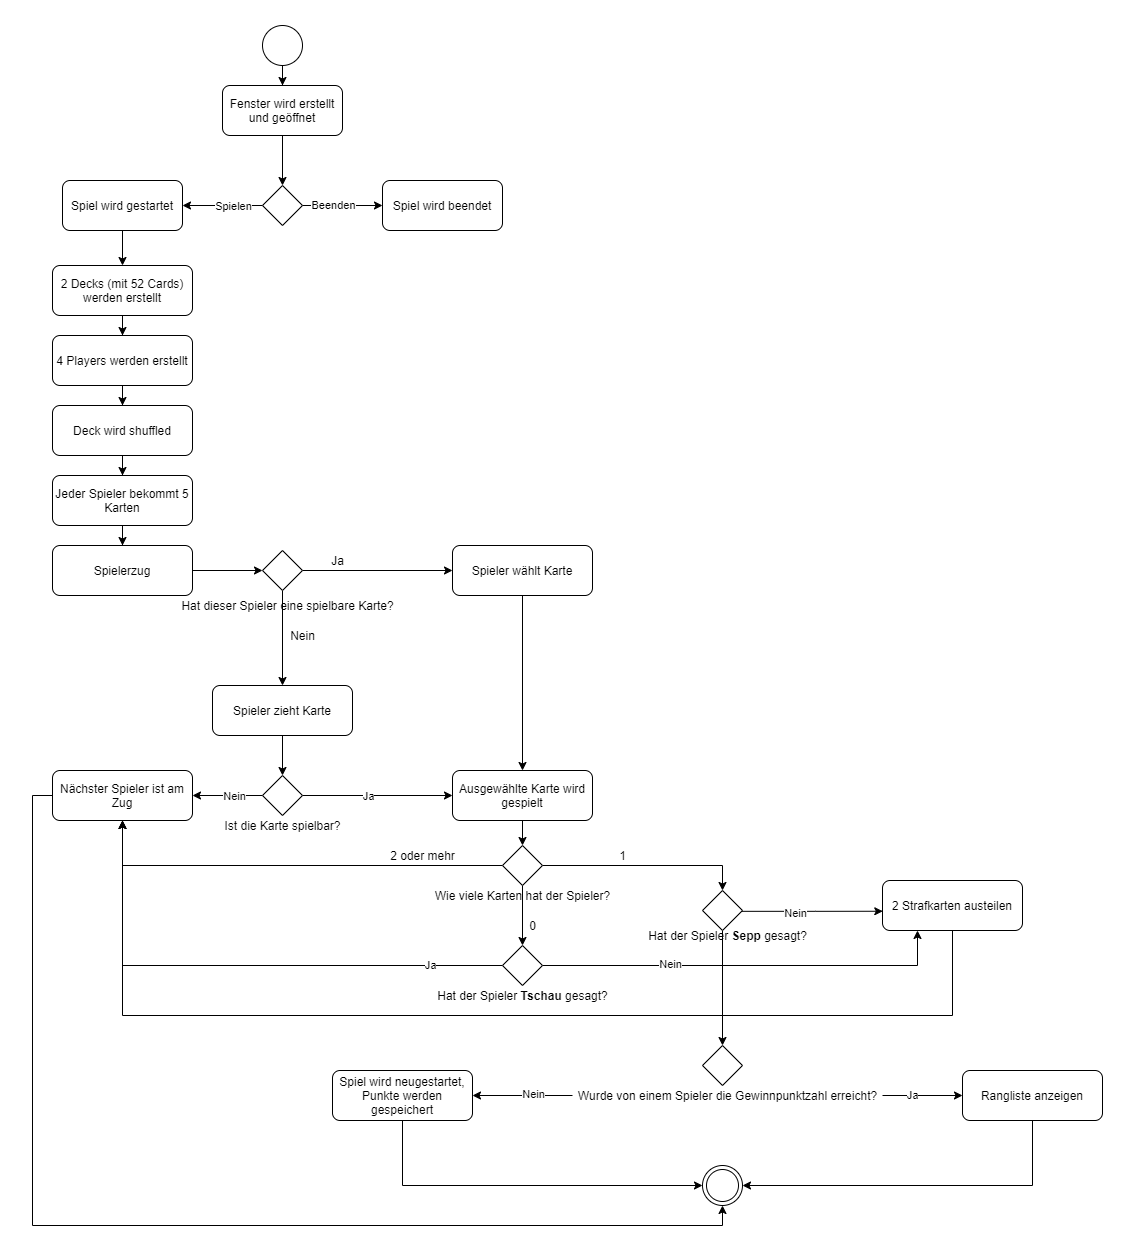 Fenster wird erstellt
und geöffnet
Spiel wird gestartet
Spielen
Beenden
Spiel wird beendet
2 Decks (mit 52 Cards)
werden erstellt
4 Players werden erstellt
Deck wird shuffled
Jeder Spieler bekommt 5
Karten
Spielerzug
Ja
Spieler wählt Karte
Hat dieser Spieler eine spielbare Karte?
Nein
Spieler zieht Karte
Nächster Spieler ist am
Zug
Nein
Ja
Ausgewählte Karte wird
gespielt
Ist die Karte spielbar?
2 oder mehr
1
Wie viele Karten hat der Spieler?
Nein
2 Strafkarten austeilen
0
Hat der Spieler Sepp gesagt?
Ja
Nein
Hat der Spieler Tschau gesagt?
Spiel wird neugestartet,
Punkte werden
gespeichert
Nein
Wurde von einem Spieler die Gewinnpunktzahl erreicht?
Ja
Rangliste anzeigen